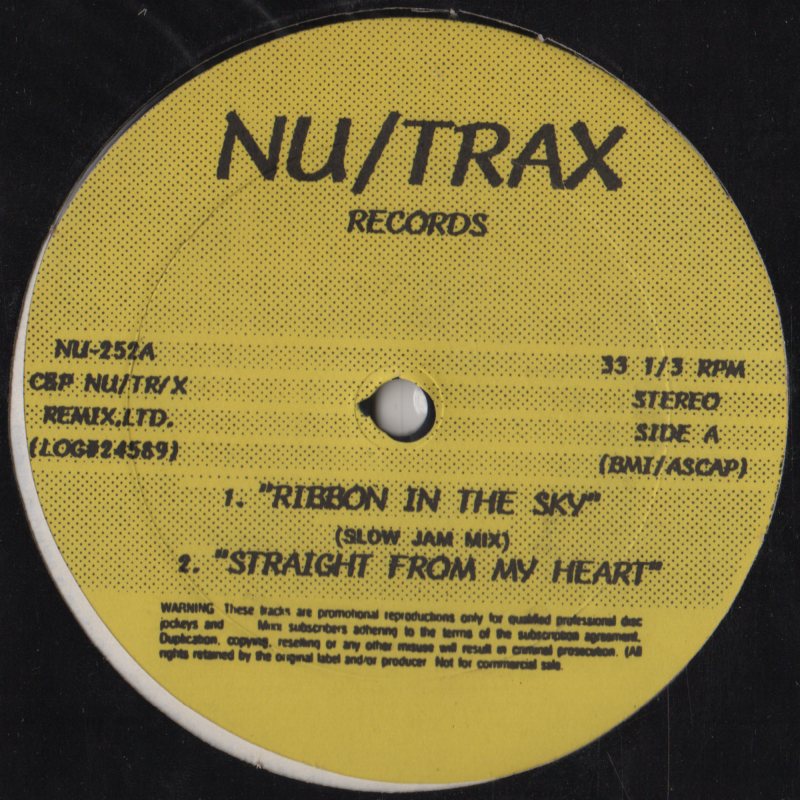 NU/TRAX
RECORDS
NU-252A
C&P NU/TR/X
REMIX,LTD.
(LOG#24589)
33 1/3 RPM
STEREO
SIDE A
(BMI/ASCAP)
1. "RIBBON IN THE SKY"
(SLOW JAM MIX)
2. "STRAIGHT FROM MY HEART"
WARNING These tracks are promotional reproductions only for qualified professional disc
jockeys and Mixx subscribers adhering to the terms of the subscription agreement.
Duplication, copying, reselling or any other misuse will result in criminal prosecution. (All
rights retained by the original label and/or producer Not for commercial sale.